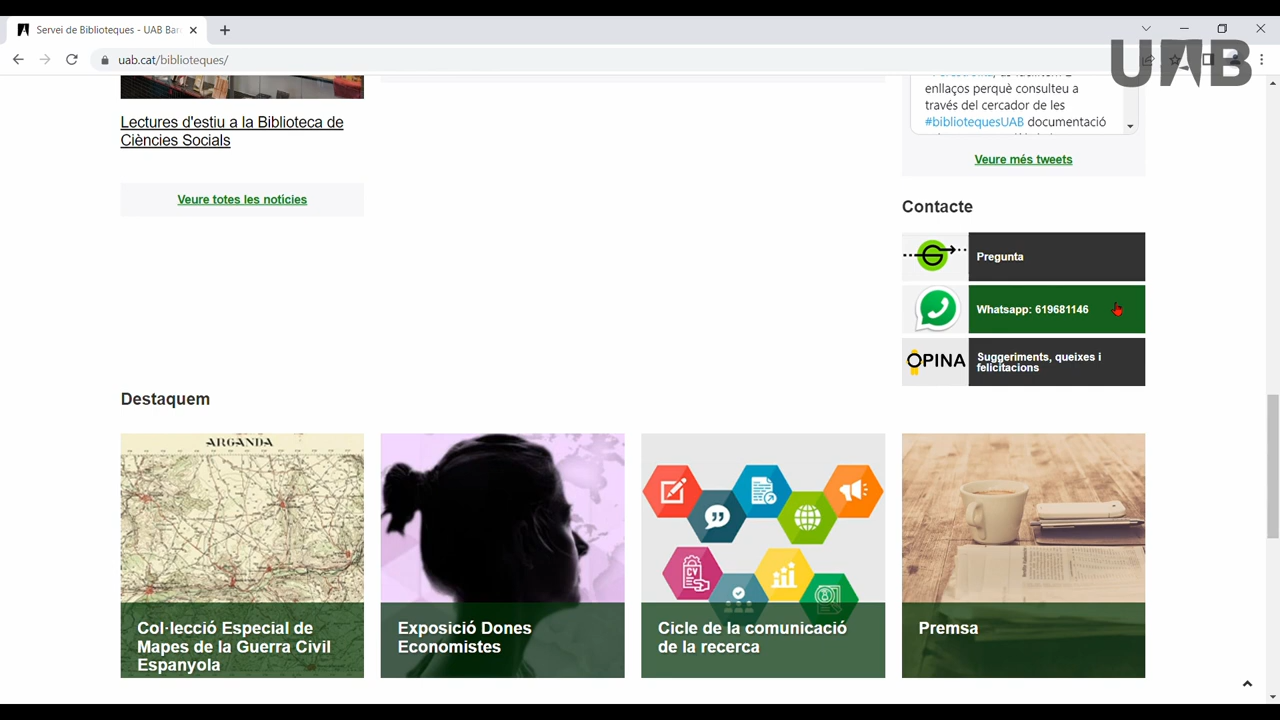 Servei de Biblioteques - UAB Bar
uab.cat/biblioteques/
UAB
enllaços perquè consulteu a
través del cercador de les
#bibliotequesUAB documentació
Veure més tweets
Lectures d'estiu a la Biblioteca de
Ciències Socials
Veure totes les notícies
Contacte
Pregunta
Whatsapp: 619681146
OPINA
Suggeriments, queixes i
felicitacions
Destaquem
ARGANDA
CV
Col·lecció Especial de
Mapes de la Guerra Civil
Espanyola
Exposició Dones
Economistes
Cicle de la comunicació
de la recerca
Premsa